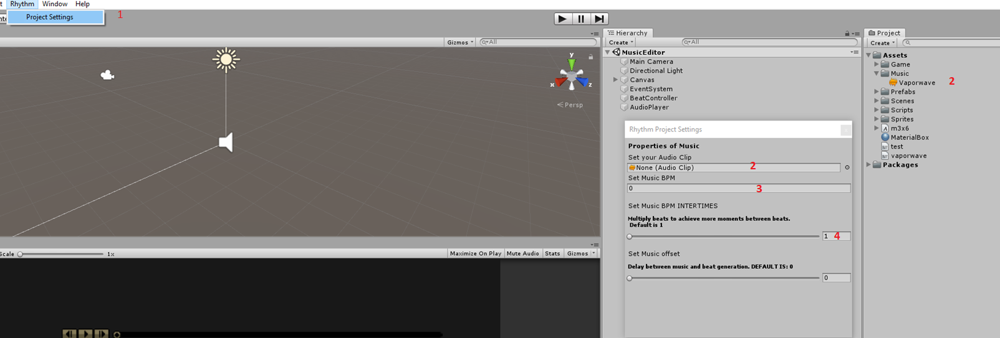 t Rhythm Window Help
Project Settings 1
Gizmos All
y
x
z
Persp
Scale 1x
Maximize On Play Mute Audio Stats Gizmos
Hierarchy
Create All
MusicEditor
Main Camera
Directional Light
Canvas
EventSystem
BeatController
AudioPlayer
Rhythm Project Settings
x
Properties of Music
Set your Audio Clip
None (Audio Clip) 2
Set Music BPM
0 3
Set Music BPM INTERTIMES
Multiply beats to achieve more moments between beats.
Default is 1
1 4
Set Music offset
Delay between music and beat generation. DEFAULT IS: 0
0
Project
Create
Assets
Game
Music
Vaporwave 2
Prefabs
Scenes
Scripts
Sprites
m3x6
MaterialBox
test
vaporwave
Packages